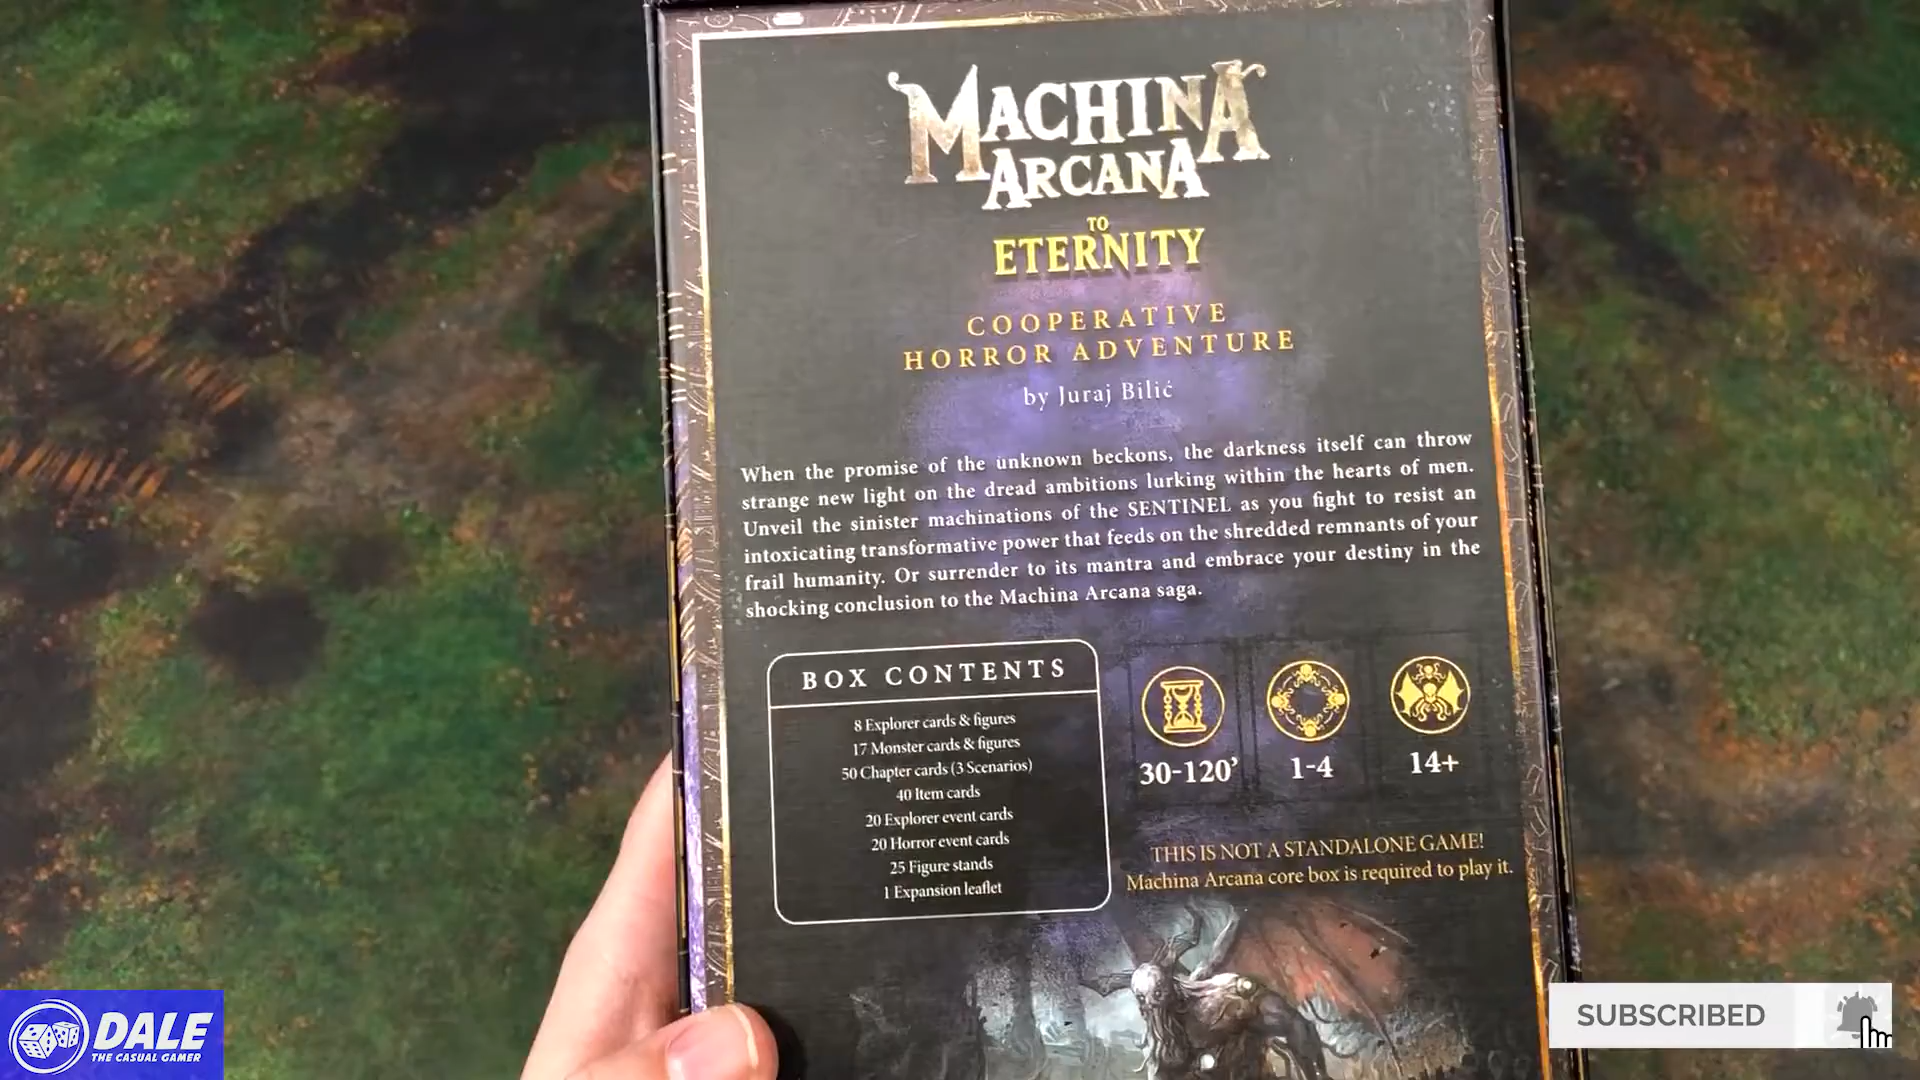 MACHINA
ARCANA
TO
ETERNITY
COOPERATIVE
HORROR ADVENTURE
by Juraj Bilić
When the promise of the unknown beckons, the darkness itself can throw
strange new light on the dread ambitions lurking within the hearts of men.
Unveil the sinister machinations of the SENTINEL as you fight to resist an
intoxicating transformative power that feeds on the shredded remnants of your
frail humanity. Or surrender to its mantra and embrace your destiny in the
shocking conclusion to the Machina Arcana saga.
BOX CONTENTS
8 Explorer cards & figures
17 Monster cards & figures
50 Chapter cards (3 Scenarios)
40 Item cards
20 Explorer event cards
20 Horror event cards
25 Figure stands
1 Expansion leaflet
30-120’
1-4
14+
THIS IS NOT A STANDALONE GAME!
Machina Arcana core box is required to play it.
DALE
THE CASUAL GAMER
SUBSCRIBED